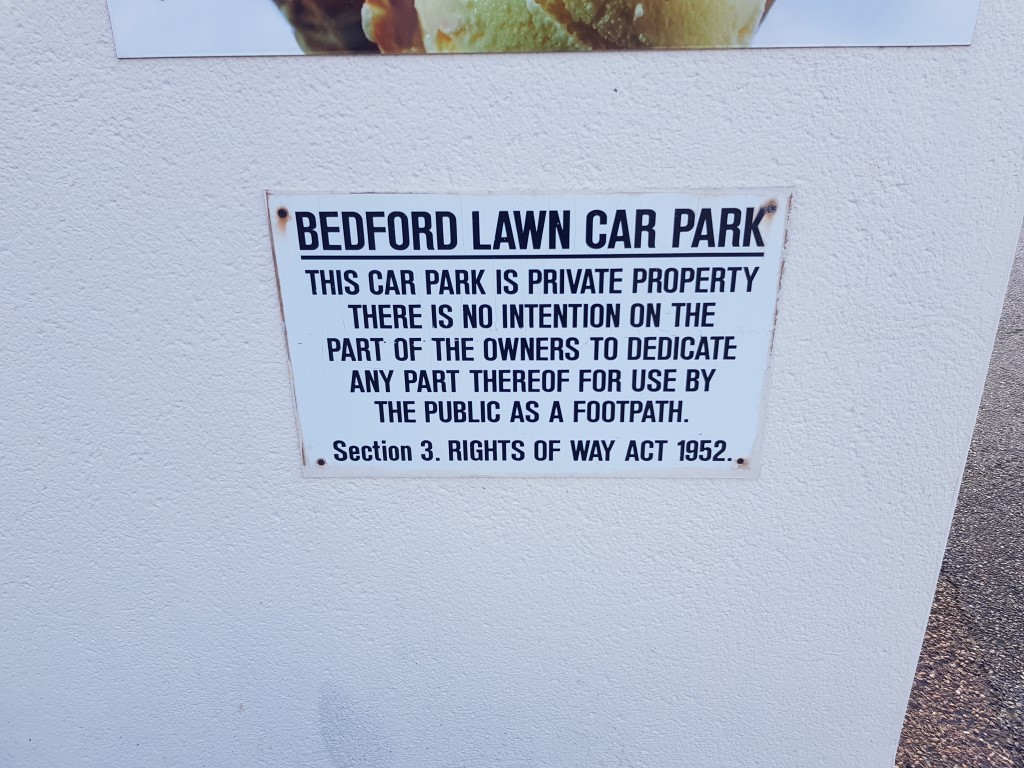 BEDFORD LAWN CAR PARK
THIS CAR PARK IS PRIVATE PROPERTY
THERE IS NO INTENTION ON THE
PART OF THE OWNERS TO DEDICATE
ANY PART THEREOF FOR USE BY
THE PUBLIC AS A FOOTPATH.
Section 3. RIGHTS OF WAY ACT 1952.